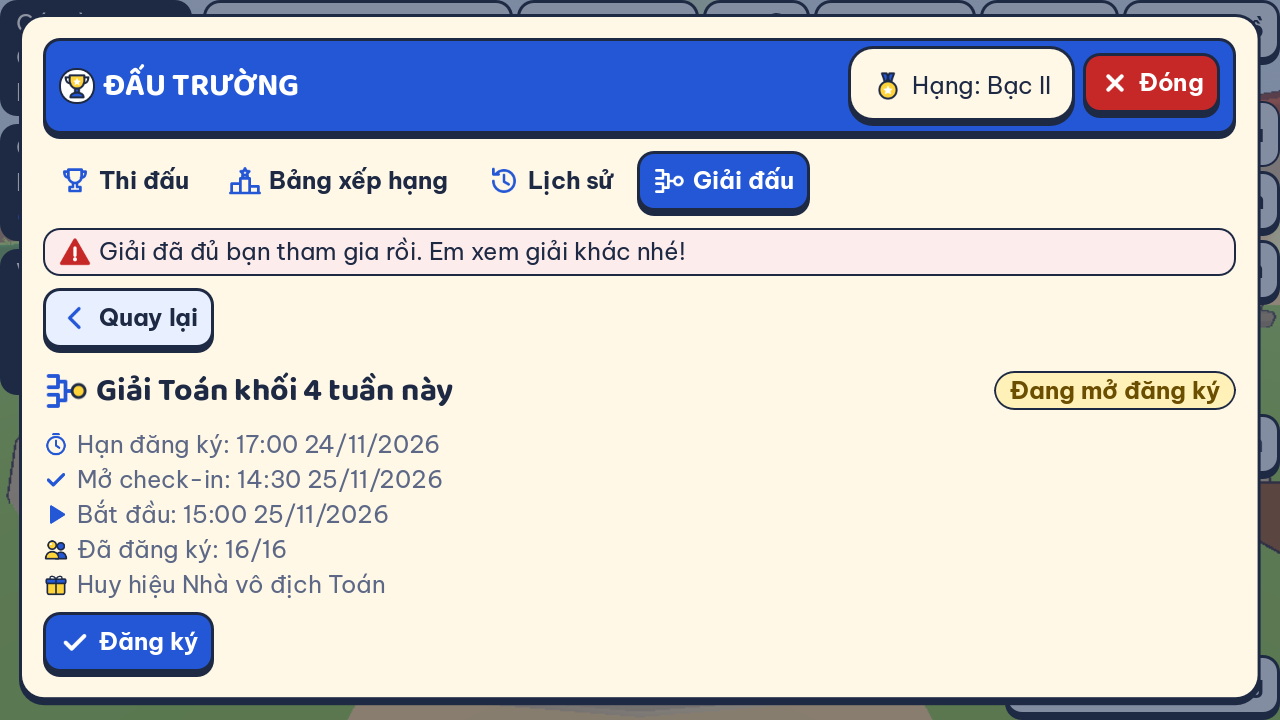 ĐẤU TRƯỜNG
Hạng: Bạc II
Đóng
Thi đấu
Bảng xếp hạng
Lịch sử
Giải đấu
Giải đã đủ bạn tham gia rồi. Em xem giải khác nhé!
Quay lại
Giải Toán khối 4 tuần này
Đang mở đăng ký
Hạn đăng ký: 17:00 24/11/2026
Mở check-in: 14:30 25/11/2026
Bắt đầu: 15:00 25/11/2026
Đã đăng ký: 16/16
Huy hiệu Nhà vô địch Toán
Đăng ký